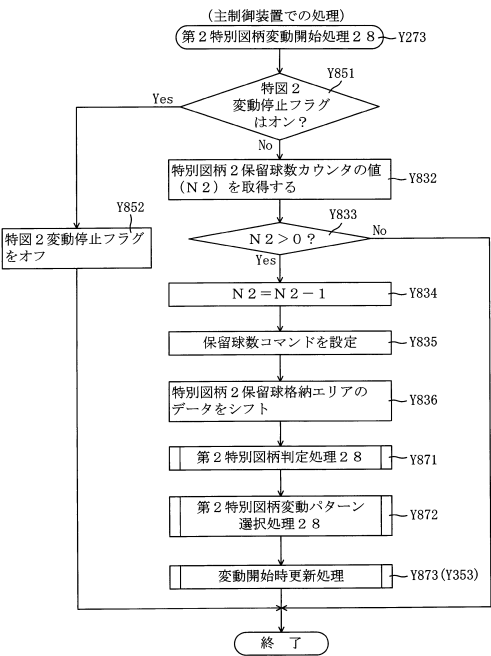 (主制御装置での処理)
第2特別図柄変動開始処理28
Y273
Y851
特図2
変動停止フラグ
はオン?
Yes
No
特別図柄2保留球数カウンタの値
(N2)を取得する
Y832
Y852
特図2変動停止フラグ
をオフ
Y833
N2>0?
No
Yes
N2=N2-1
Y834
保留球数コマンドを設定
Y835
特別図柄2保留球格納エリアの
データをシフト
Y836
第2特別図柄判定処理28
Y871
第2特別図柄変動パターン
選択処理28
Y872
変動開始時更新処理
Y873(Y353)
終 了